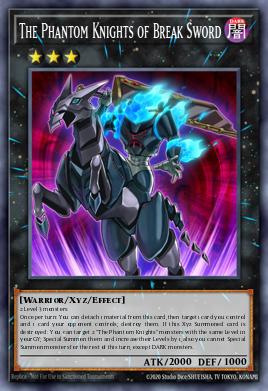 THE PHANTOM KNIGHTS OF BREAK SWORD
DARK
闇
[WARRIOR/XYZ/EFFECT]
2 Level 3 monsters
Once per turn: You can detach 1 material from this card, then target 1 card you control
and 1 card your opponent controls; destroy them. If this Xyz Summoned card is
destroyed: You can target 2 "The Phantom Knights" monsters with the same Level in
your GY; Special Summon them, and increase their Levels by 1, also you cannot Special
Summon monsters for the rest of this turn, except DARK monsters.
ATK/2000 DEF/1000
Replica - Not For Use in Sanctioned Tournaments
©2020 Studio Dice/SHUEISHA, TV TOKYO, KONAMI